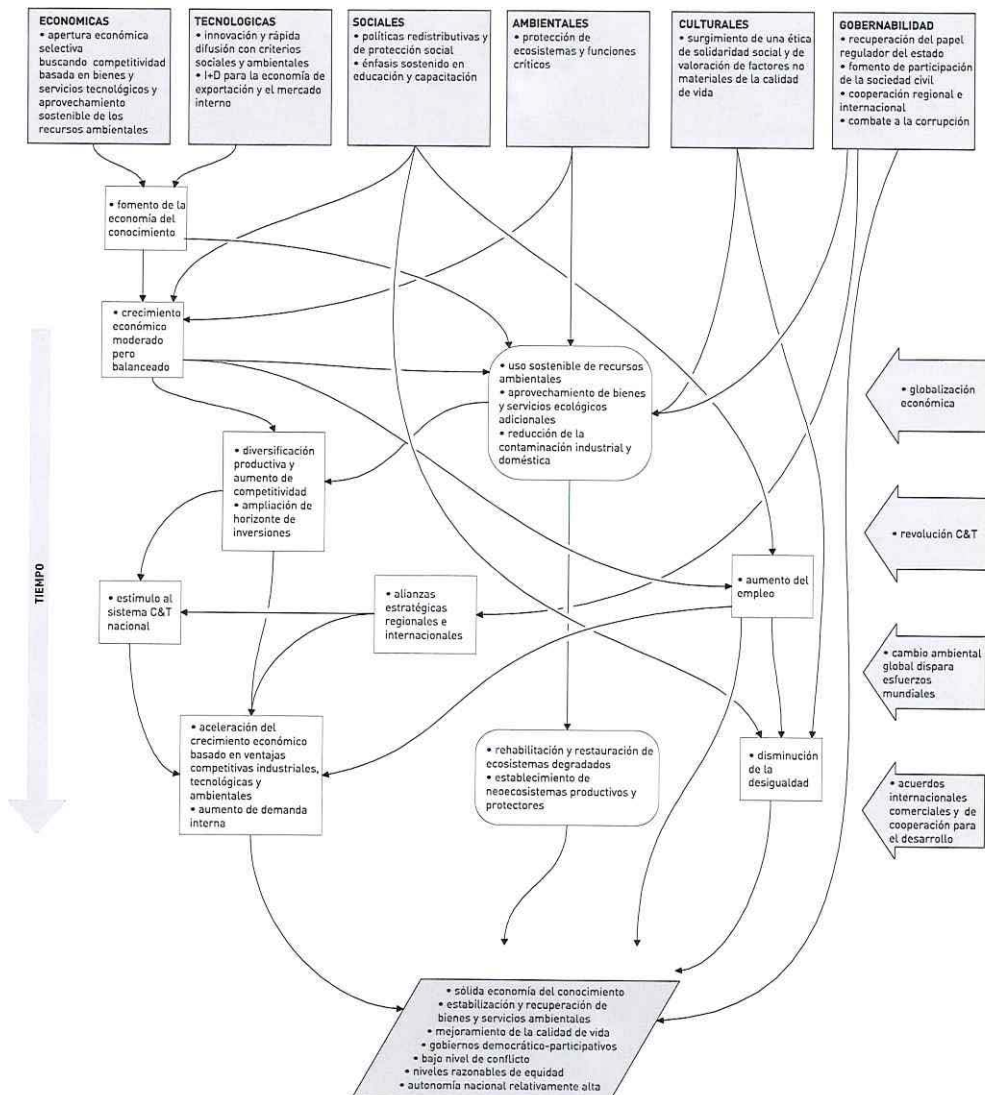 ECONOMICAS
• apertura económica
selectiva
buscando competitividad
basada en bienes y
servicios tecnológicos y
aprovechamiento
sostenible de los
recursos ambientales
TECNOLOGICAS
• innovación y rápida
difusión con criterios
sociales y ambientales
• I+D para la economía de
exportación y el mercado
interno
SOCIALES
• políticas redistributivas y
de protección social
• énfasis sostenido en
educación y capacitación
AMBIENTALES
• protección de
ecosistemas y funciones
críticos
CULTURALES
• surgimiento de una ética
de solidaridad social y de
valoración de factores no
materiales de la calidad
de vida
GOBERNABILIDAD
• recuperación del papel
regulador del estado
• fomento de participación
de la sociedad civil
• cooperación regional e
internacional
• combate a la corrupción
• fomento de la
economía del
conocimiento
• crecimiento
económico
moderado
pero
balanceado
• uso sostenible de recursos
ambientales
• aprovechamiento de bienes
y servicios ecológicos
adicionales
• reducción de la
contaminación industrial y
doméstica
• globalización
económica
• diversificación
productiva y
aumento de
competitividad
• ampliación de
horizonte de
inversiones
• revolución C&T
TIEMPO
• estímulo al
sistema C&T
nacional
• alianzas
estratégicas
regionales e
internacionales
• aumento del
empleo
• cambio ambiental
global dispara
esfuerzos
mundiales
• aceleración del
crecimiento económico
basado en ventajas
competitivas industriales,
tecnológicas y
ambientales
• aumento de demanda
interna
• rehabilitación y restauración de
ecosistemas degradados
• establecimiento de
neoecosistemas productivos y
protectores
• disminución
de la
desigualdad
• acuerdos
internacionales
comerciales y de
cooperación para
el desarrollo
• sólida economía del conocimiento
• estabilización y recuperación de
bienes y servicios ambientales
• mejoramiento de la calidad de vida
• gobiernos democrático-participativos
• bajo nivel de conflicto
• niveles razonables de equidad
• autonomía nacional relativamente alta